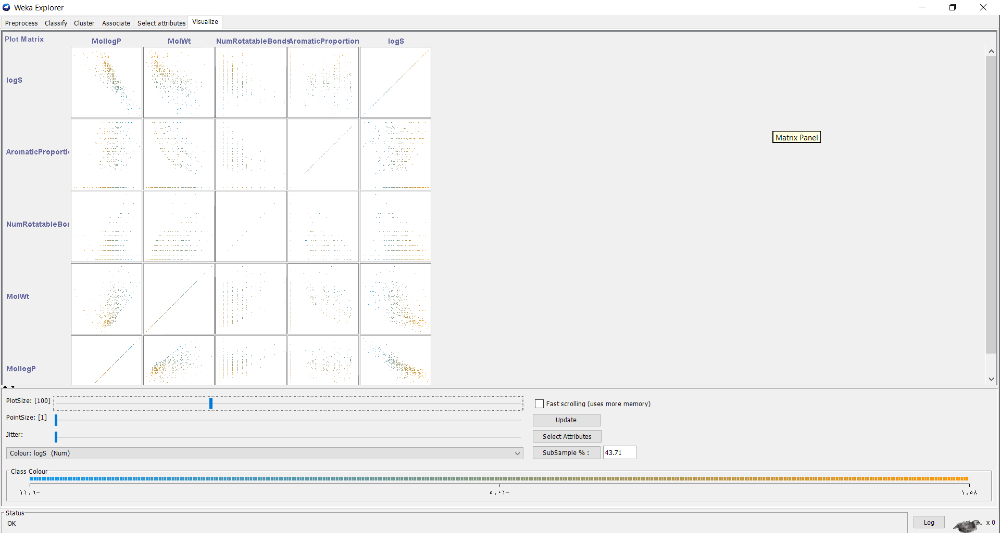 Weka Explorer
Preprocess Classify Cluster Associate Select attributes Visualize
Plot Matrix MollogP MolWt NumRotatableBonds AromaticProportion logS
logS
Matrix Panel
AromaticProporti
NumRotatableBor
MolWt
MollogP
PlotSize: [100]
Fast scrolling (uses more memory)
PointSize: [1]
Update
Jitter:
Select Attributes
Colour: logS (Num)
SubSample % : 43.71
Class Colour
١١.٦- ٥.٠١- ١.٥٨
Status
OK
Log x 0